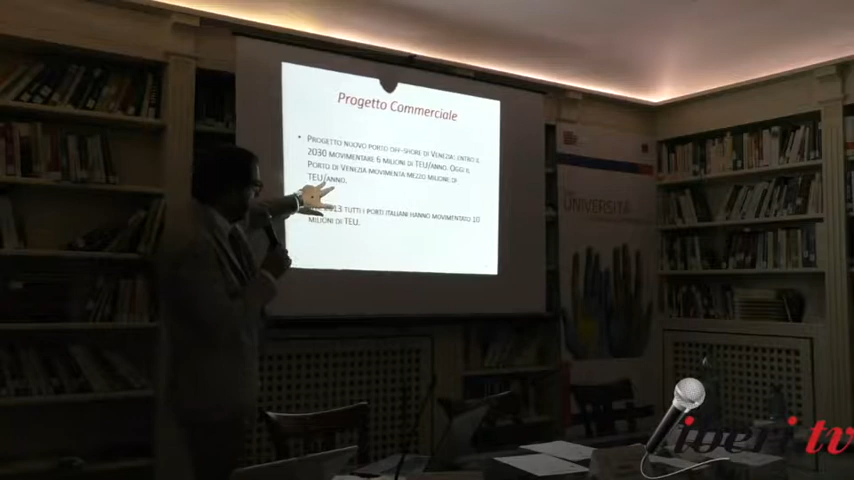 Progetto Commerciale
• Progetto nuovo porto off-shore di Venezia: entro il
2030 movimentare 6 milioni di TEU/anno. Oggi il
Porto di Venezia movimenta mezzo milione di
TEU/anno.
2013 tutti i porti italiani hanno movimentato 10
milioni di TEU.
UNIVERSITÀ
liberi tv